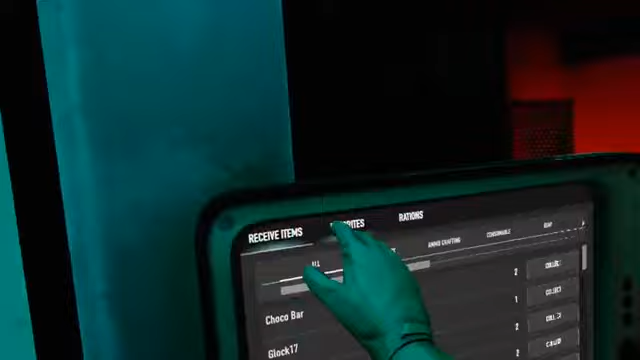 RECEIVE ITEMS RATIONS
ALL AMMO CRAFTING CONSUMABLE
2 COLLECT
Choco Bar 1 COLLECT
Glock17 2
2